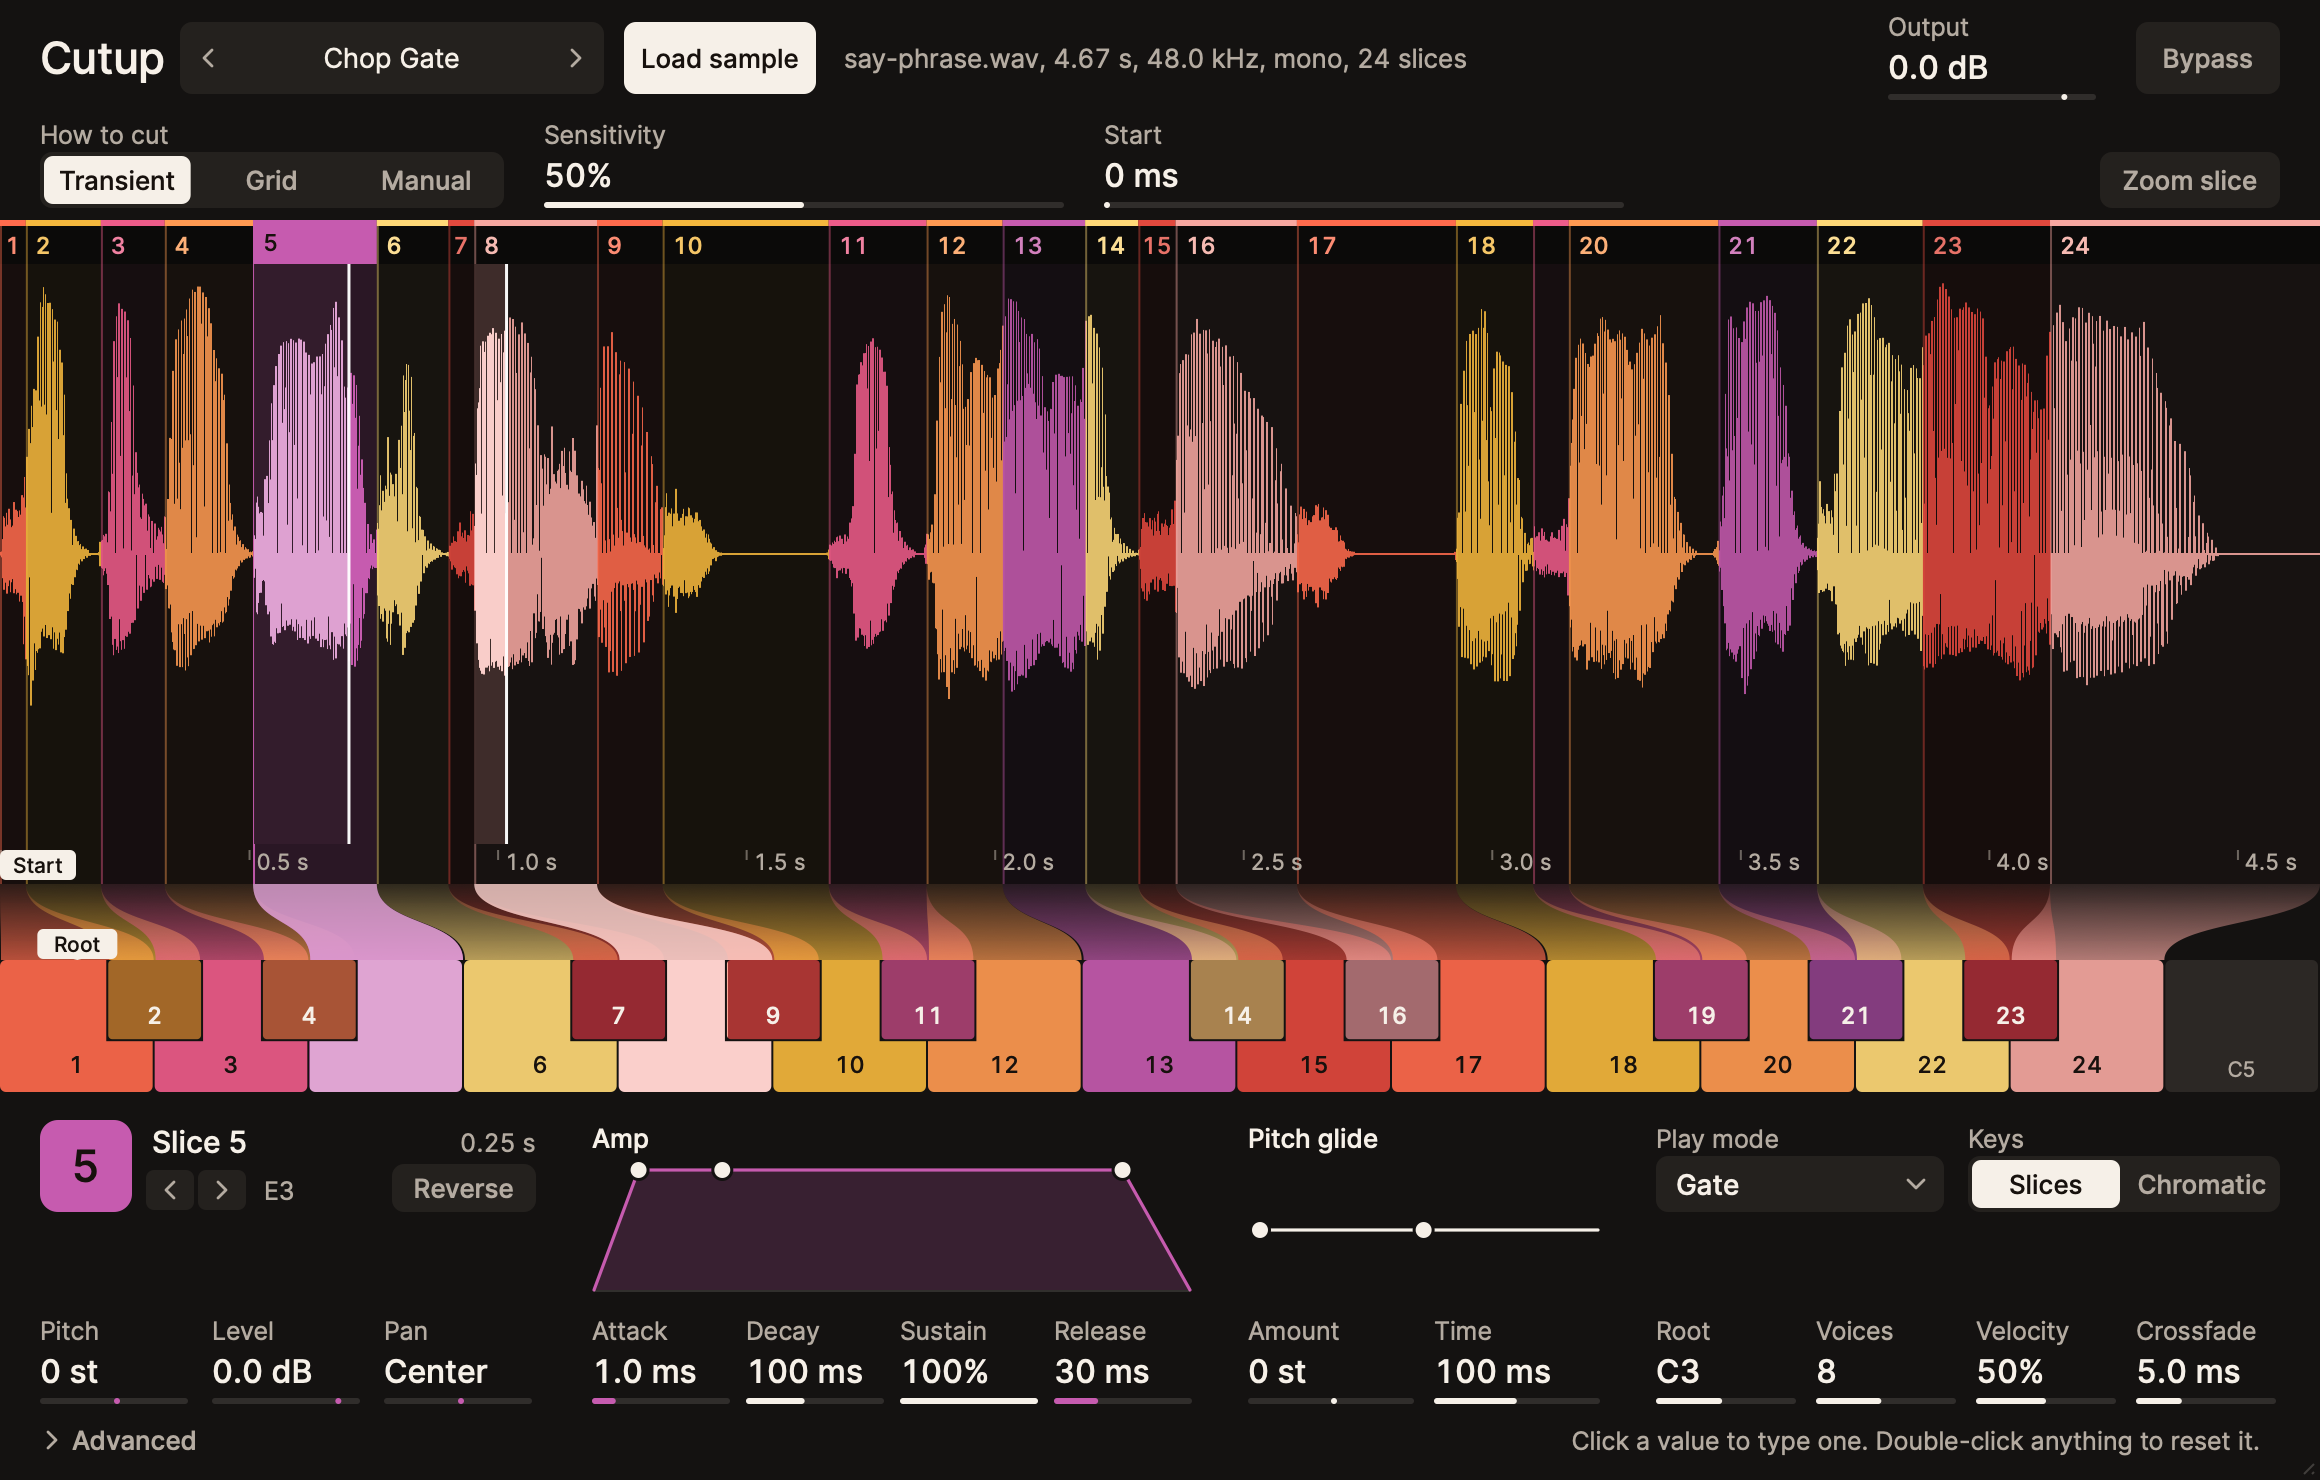 Cutup
Chop Gate
Load sample
say-phrase.wav, 4.67 s, 48.0 kHz, mono, 24 slices
Output
0.0 dB
Bypass
How to cut
Transient
Grid
Manual
Sensitivity
50%
Start
0 ms
Zoom slice
1 2 3 4 5 6 7 8 9 10 11 12 13 14 15 16 17 18 20 21 22 23 24
Start
0.5 s 1.0 s 1.5 s 2.0 s 2.5 s 3.0 s 3.5 s 4.0 s 4.5 s
Root
2 4 7 9 11 14 16 19 21 23
1 3 6 10 12 13 15 17 18 20 22 24 C5
5
Slice 5
0.25 s
E3
Reverse
Amp
Pitch glide
Play mode
Gate
Keys
Slices
Chromatic
Pitch
0 st
Level
0.0 dB
Pan
Center
Attack
1.0 ms
Decay
100 ms
Sustain
100%
Release
30 ms
Amount
0 st
Time
100 ms
Root
C3
Voices
8
Velocity
50%
Crossfade
5.0 ms
Advanced
Click a value to type one. Double-click anything to reset it.